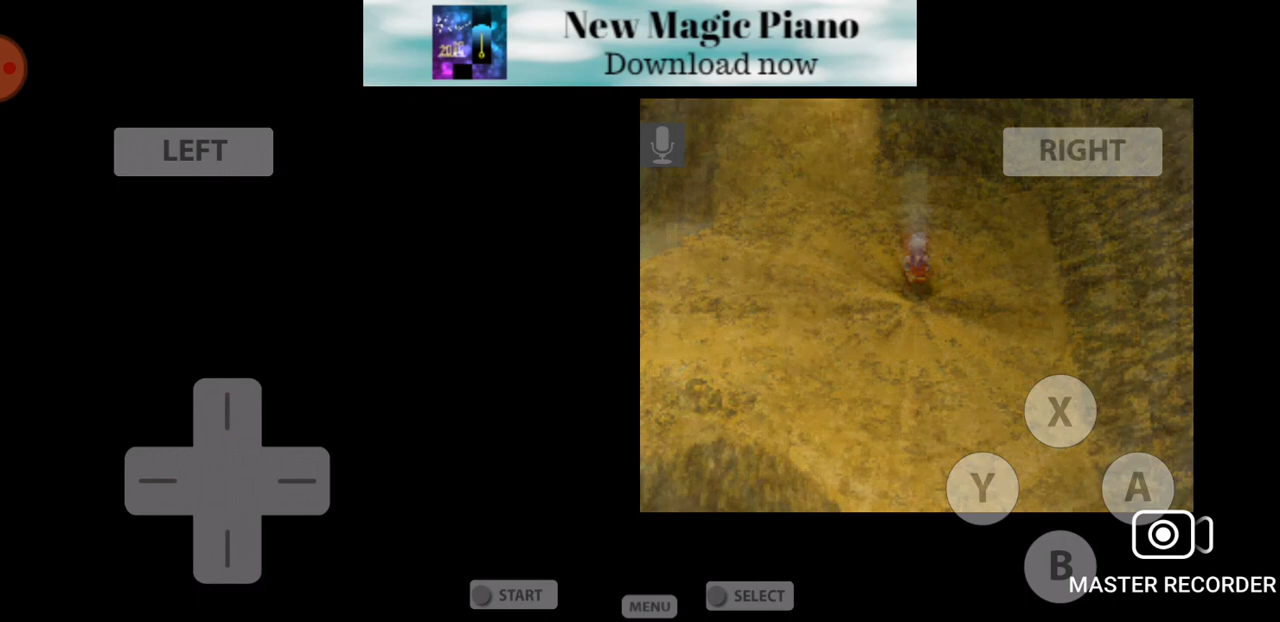 New Magic Piano
Download now
LEFT
RIGHT
X
Y
A
B
MASTER RECORDER
START
SELECT
MENU